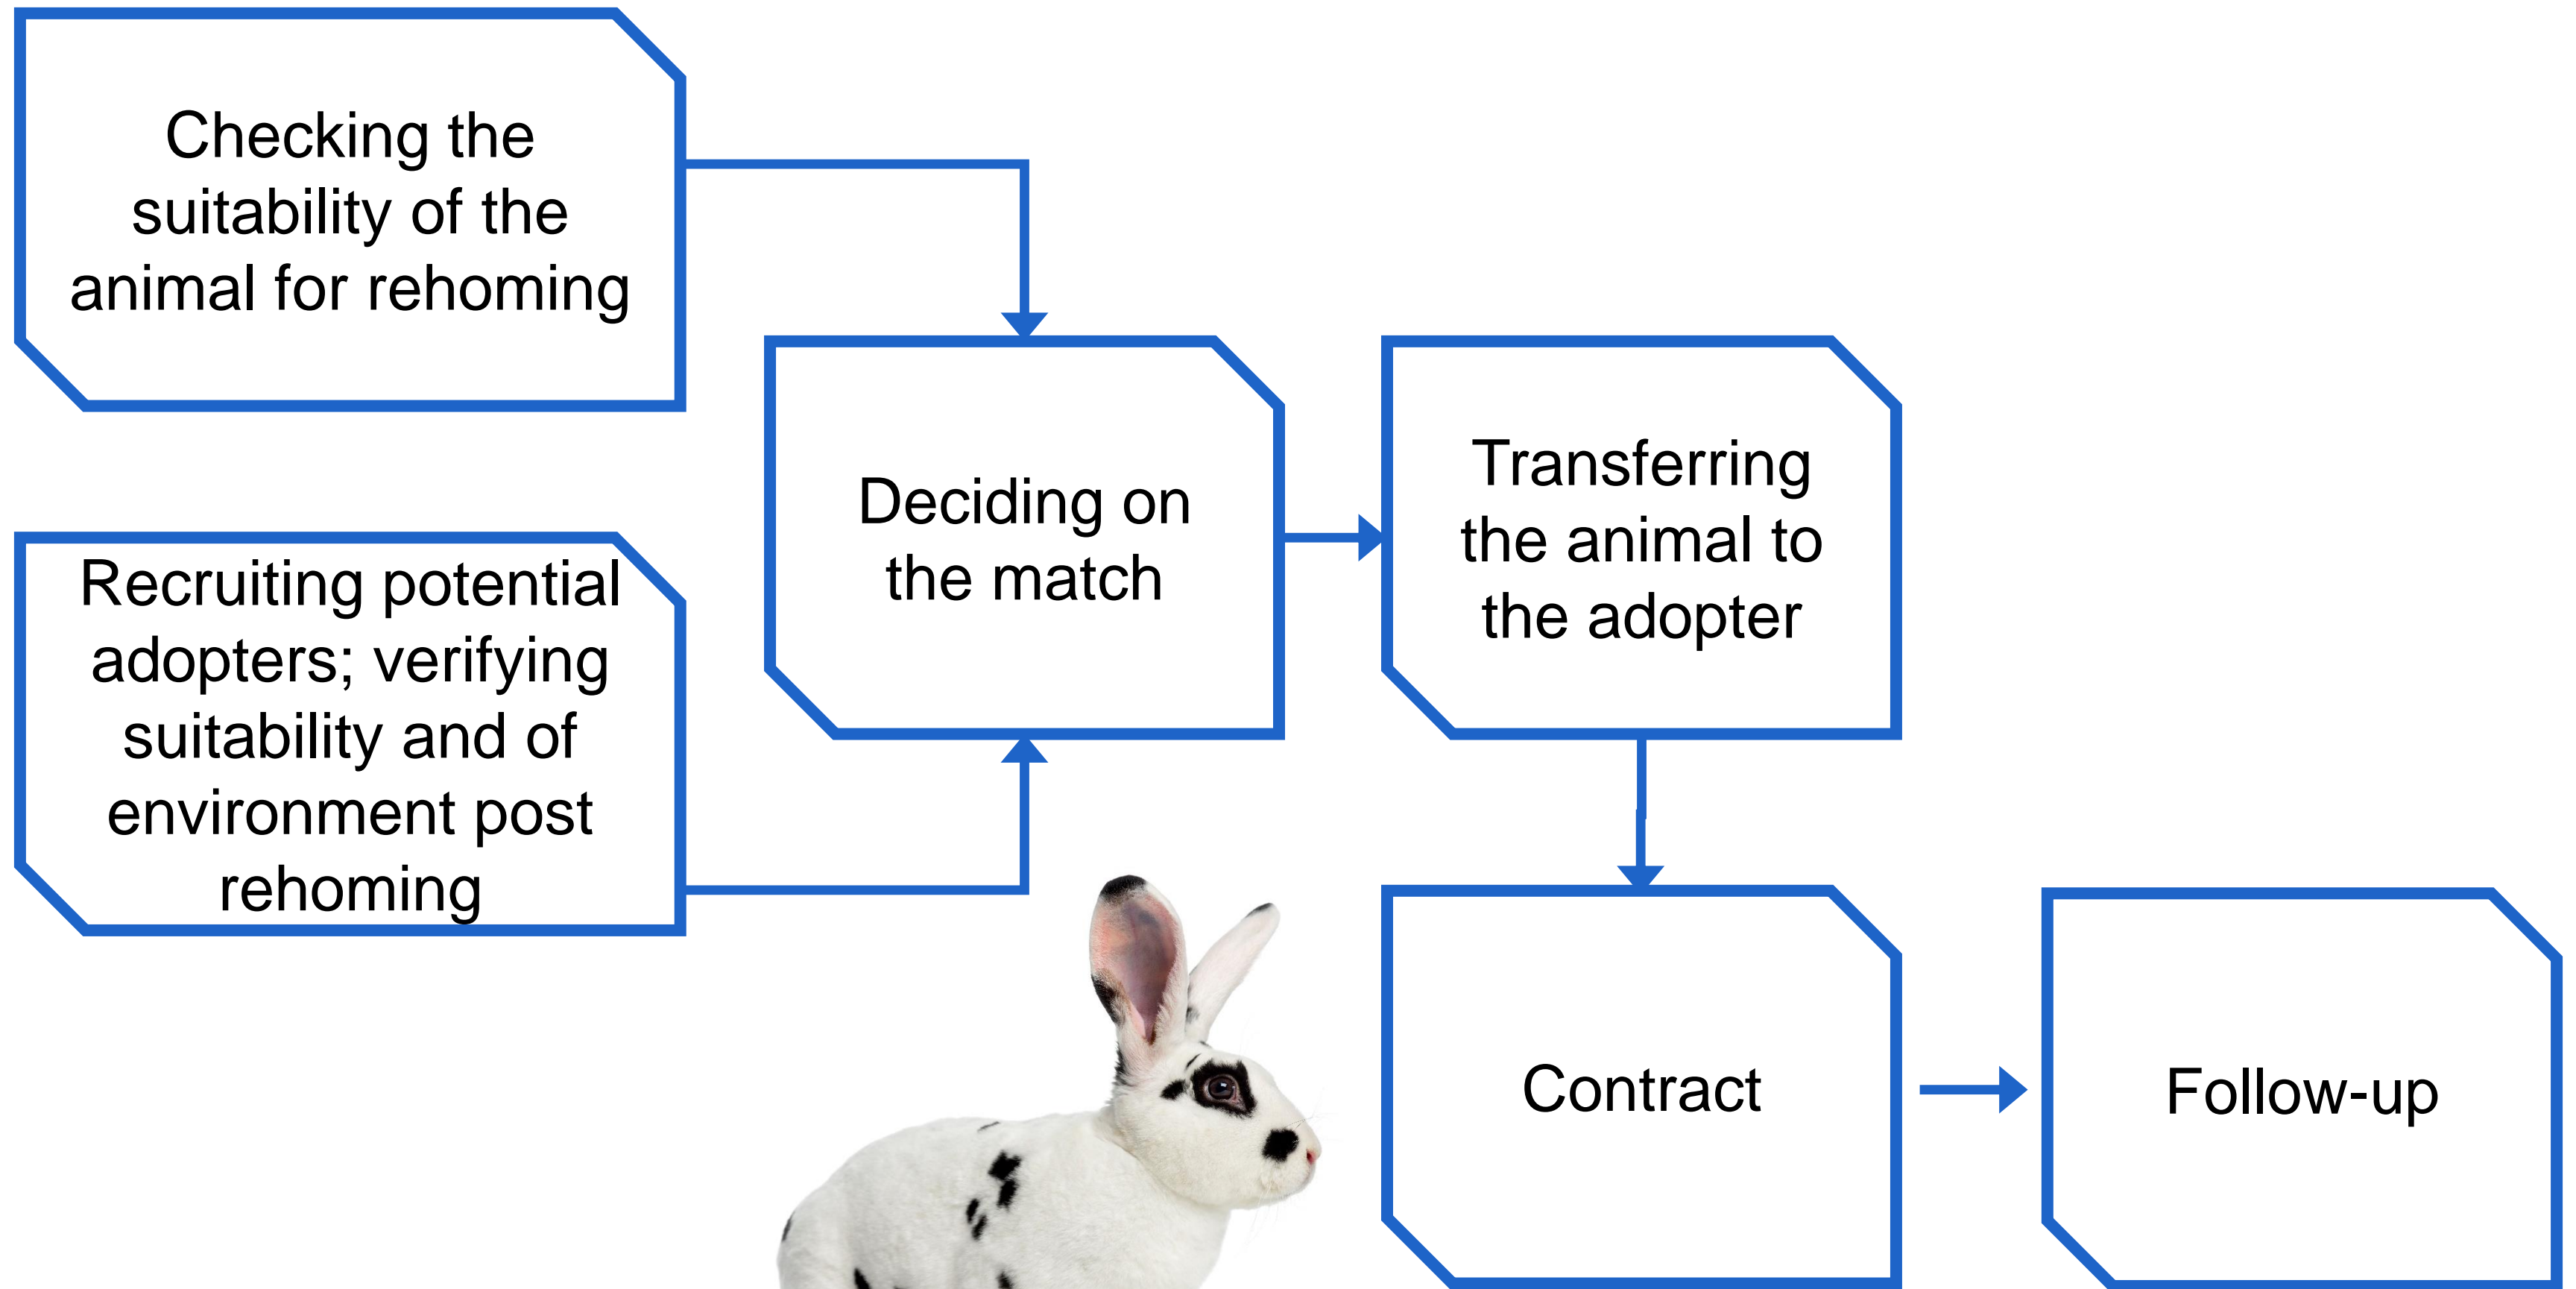 Checking the
suitability of the
animal for rehoming
Recruiting potential
adopters; verifying
suitability and of
environment post
rehoming
Deciding on
the match
Transferring
the animal to
the adopter
Contract
Follow-up